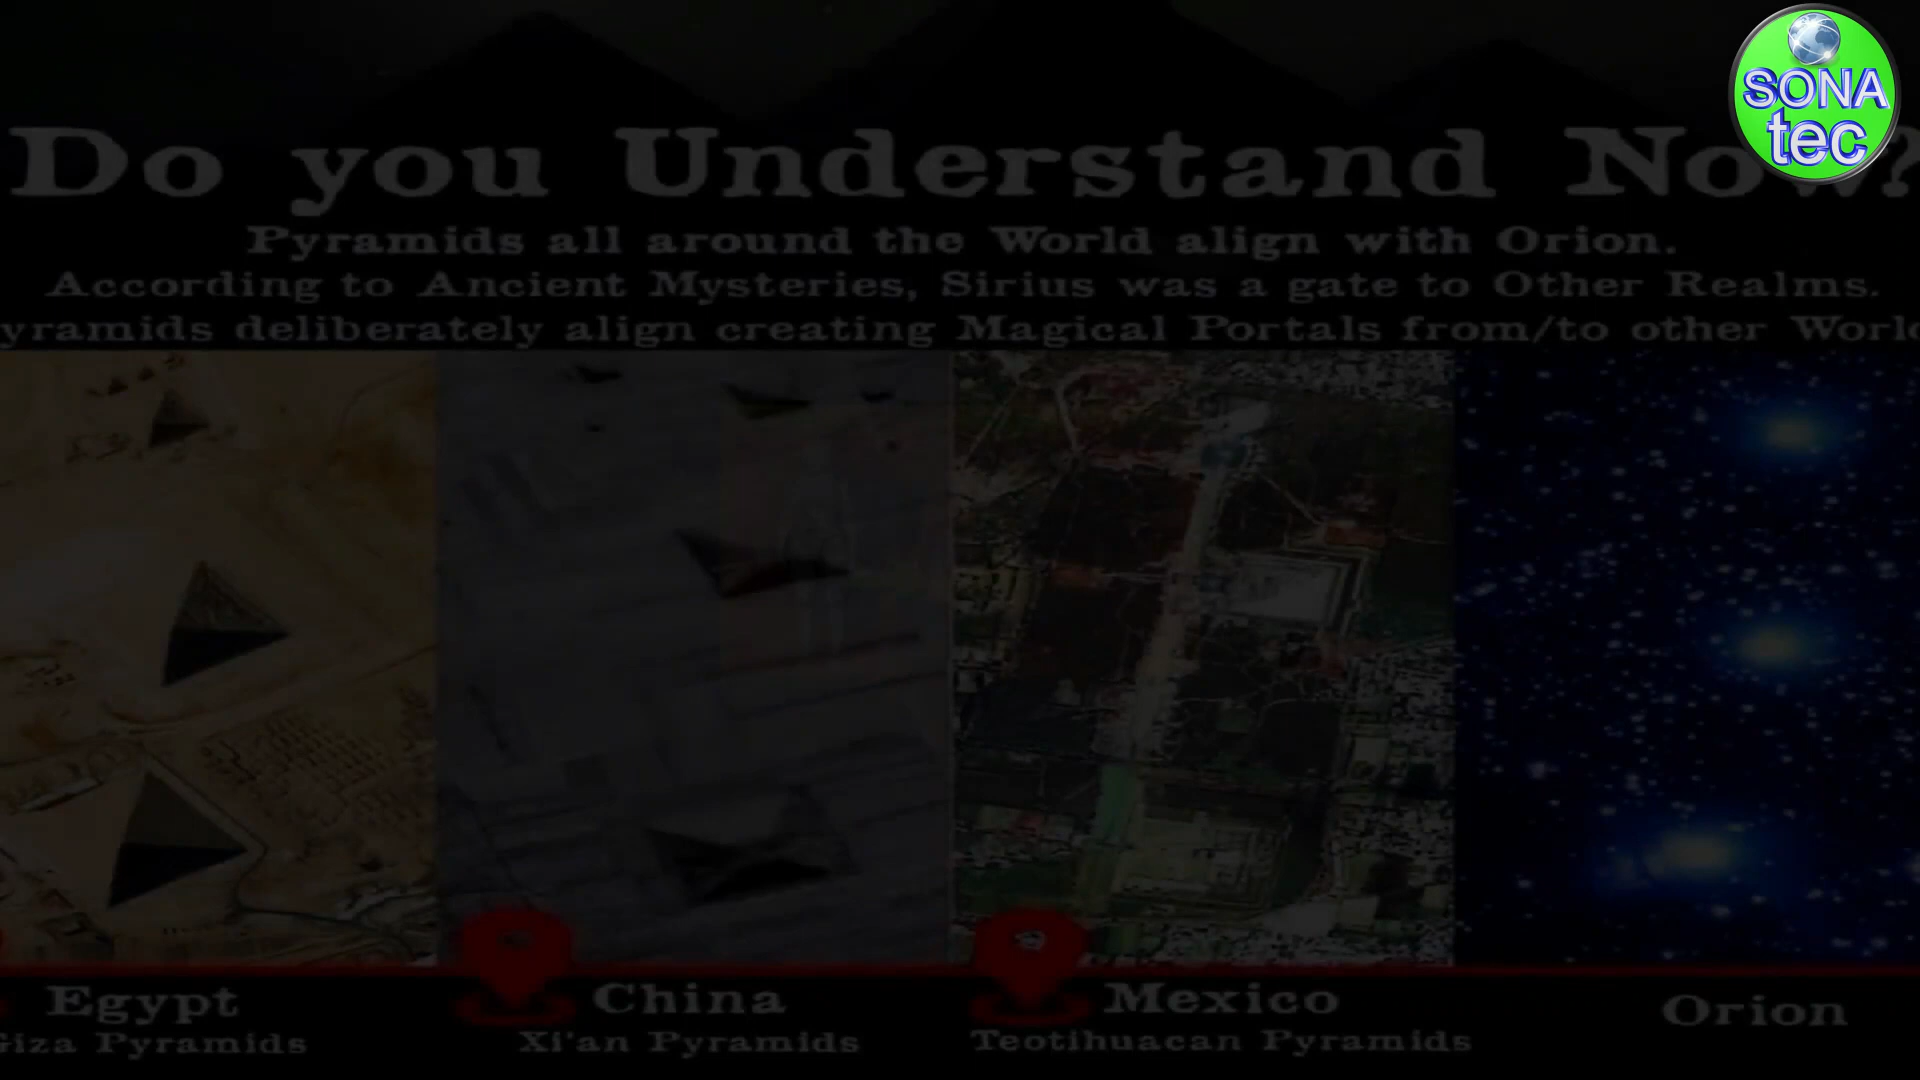 SONA
tec
Do you Understand Now?
Pyramids all around the World align with Orion.
According to Ancient Mysteries, Sirius was a gate to Other Realms.
yramids deliberately align creating Magical Portals from/to other Worl
Egypt
Giza Pyramids
China
Xi'an Pyramids
Mexico
Teotihuacan Pyramids
Orion